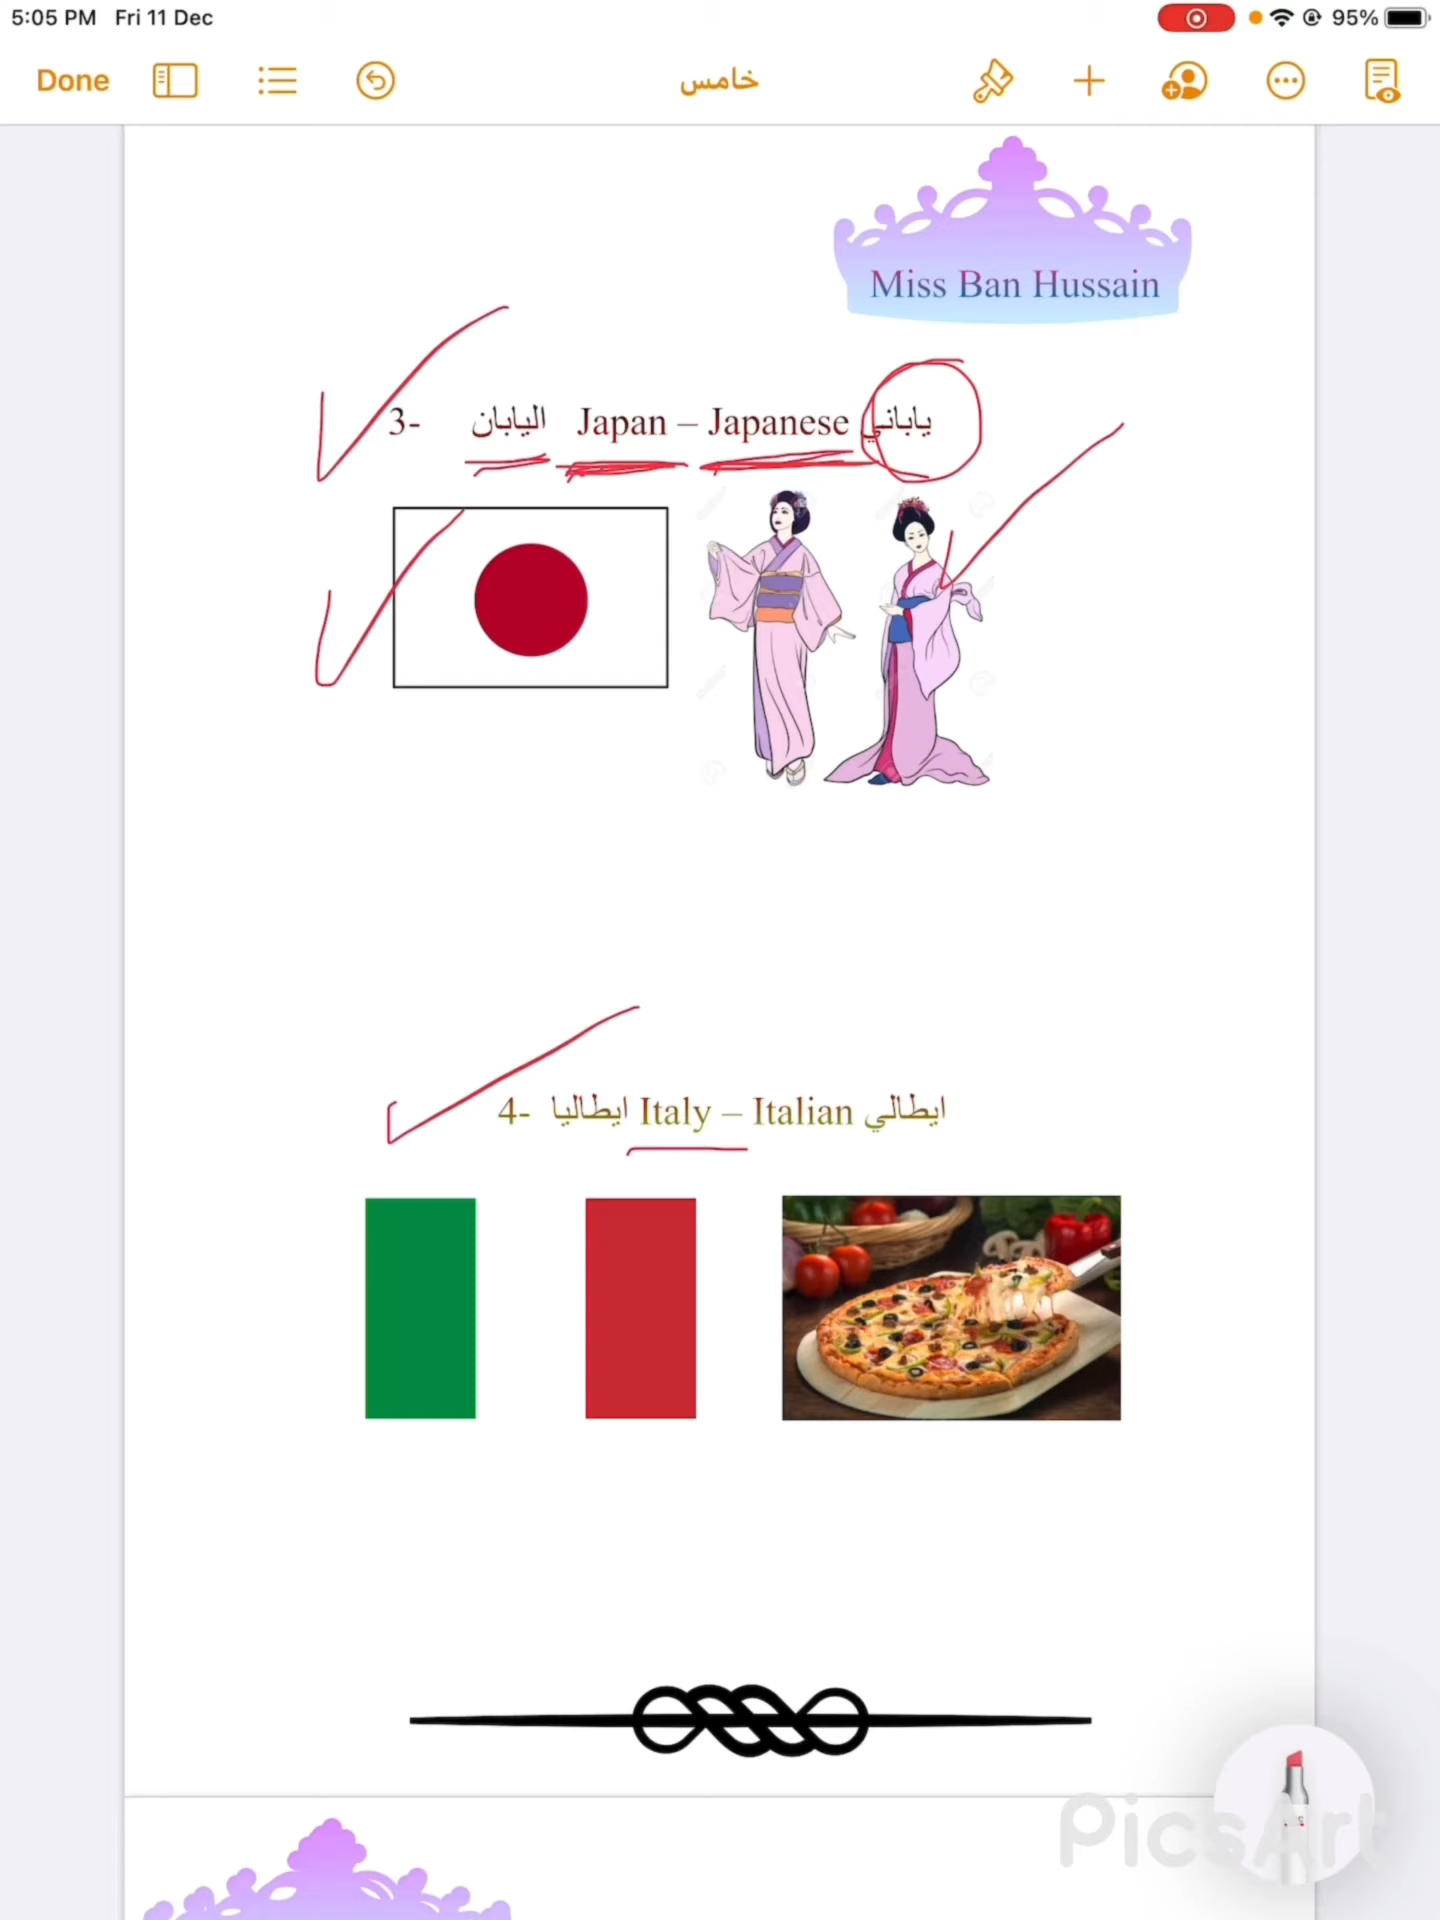 5:05 PM Fri 11 Dec 95%
Done خامس
Miss Ban Hussain
3- اليابان Japan – Japanese ياباني
4- ايطاليا Italy – Italian ايطالي
PicsArt